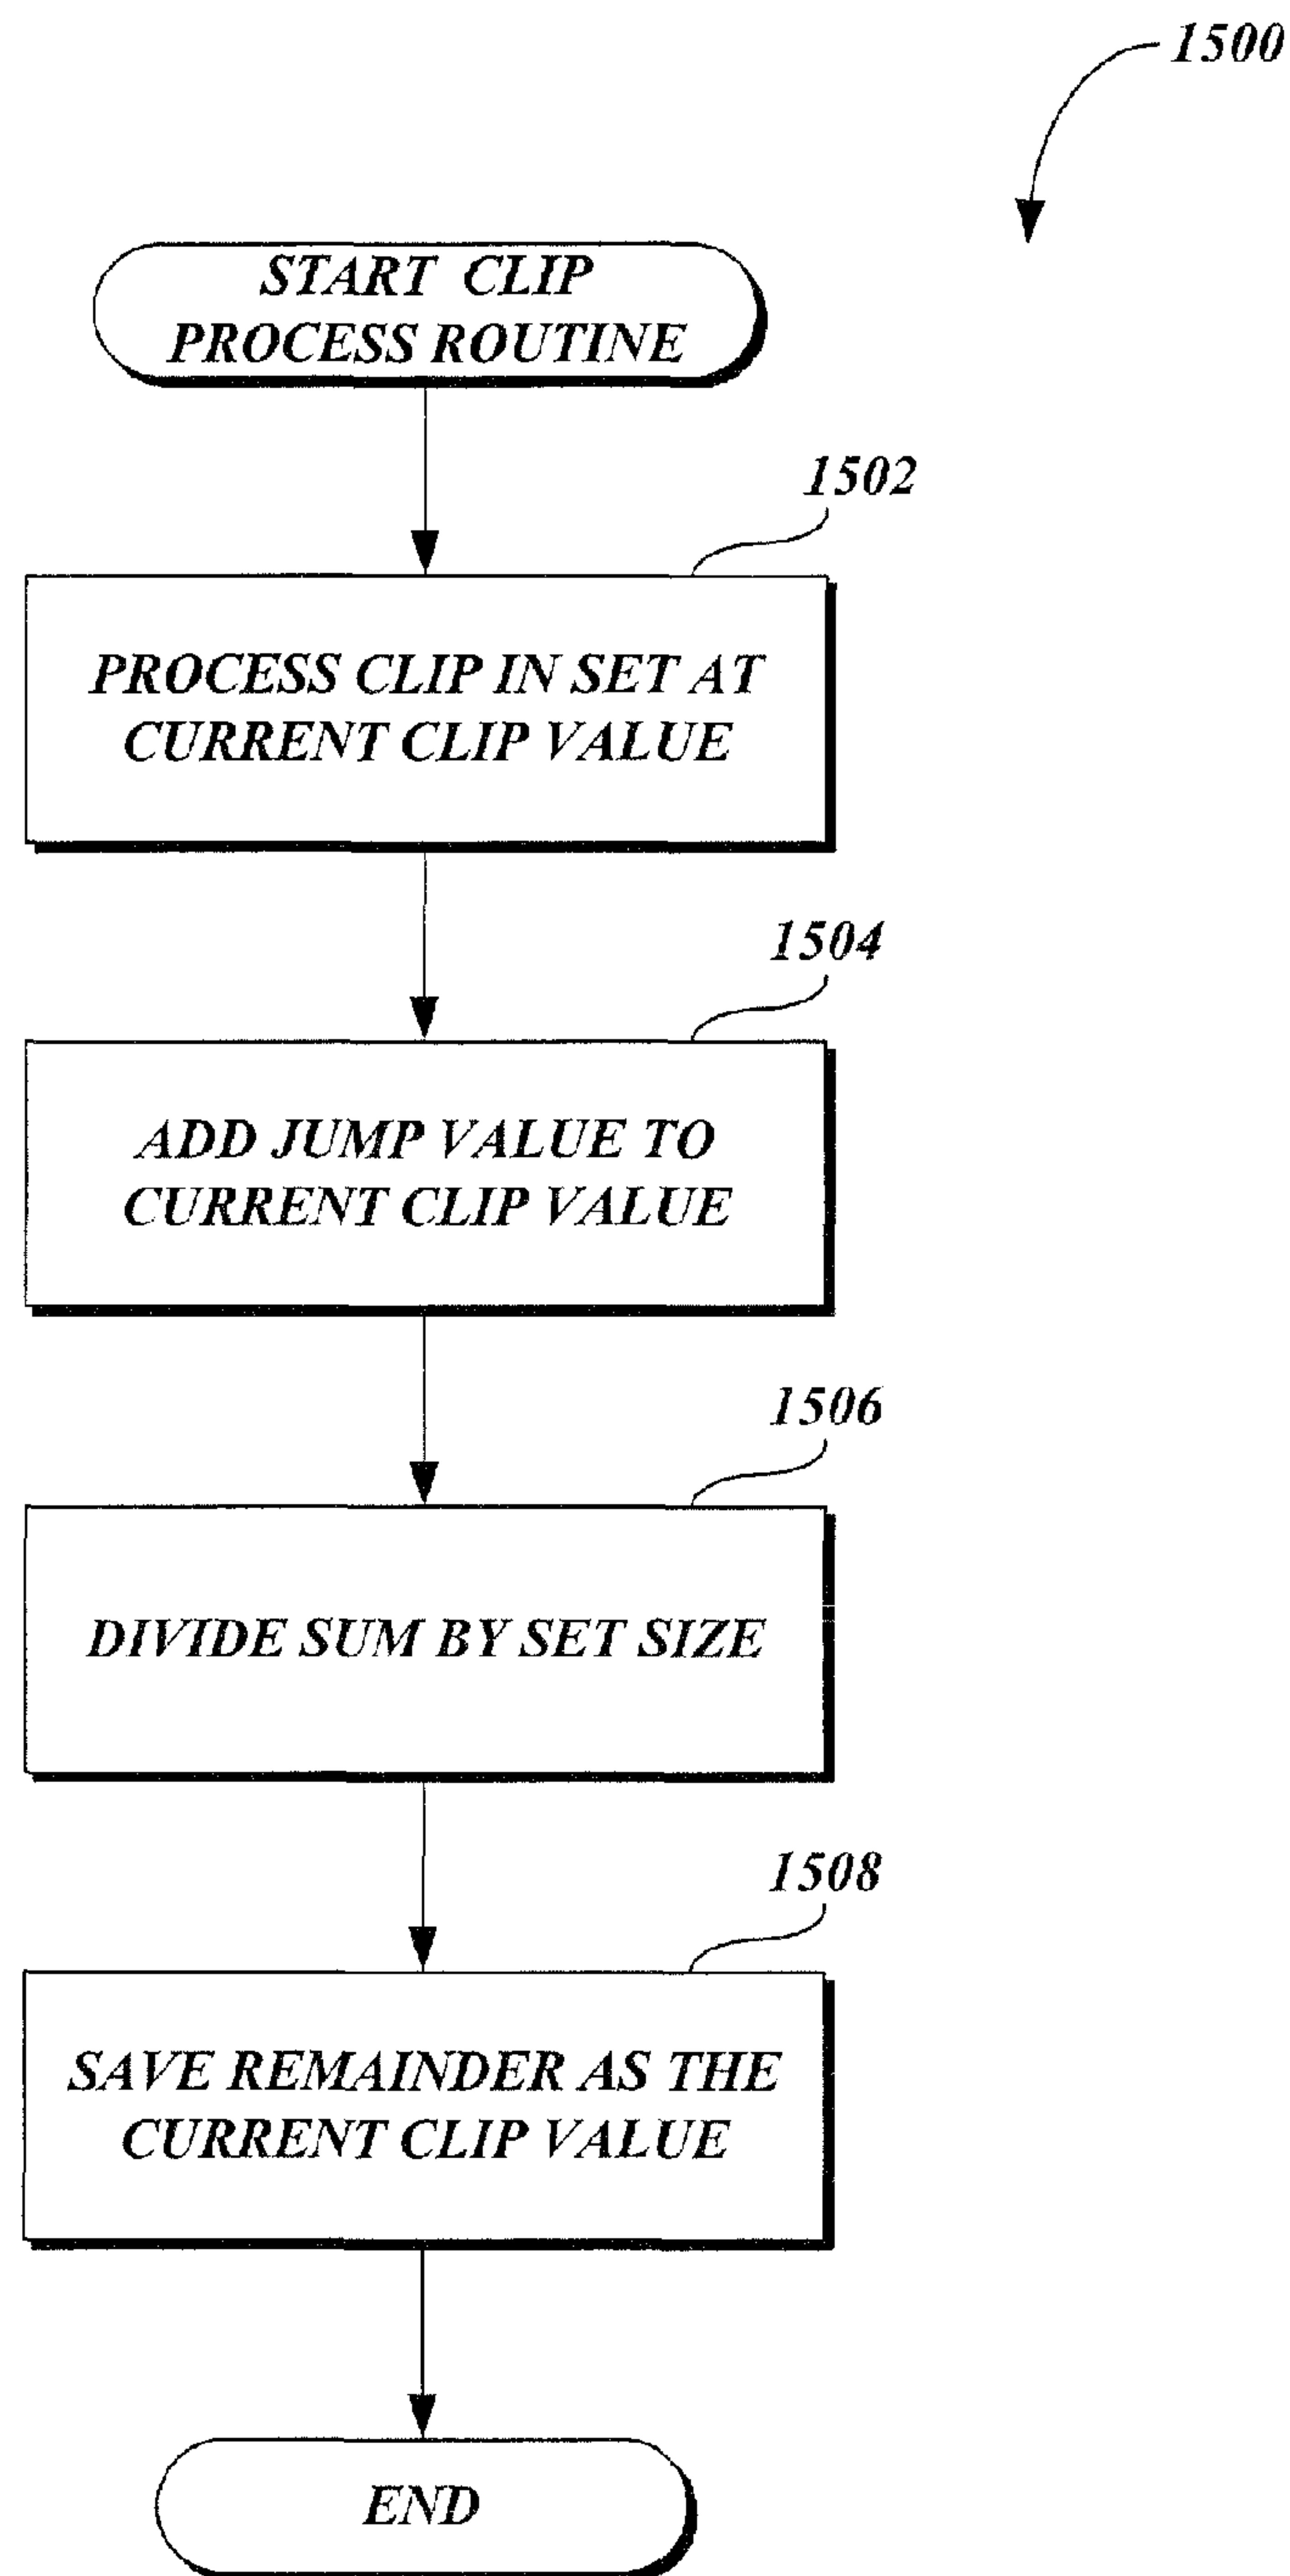 1500
START CLIP
PROCESS ROUTINE
1502
PROCESS CLIP IN SET AT
CURRENT CLIP VALUE
1504
ADD JUMP VALUE TO
CURRENT CLIP VALUE
1506
DIVIDE SUM BY SET SIZE
1508
SAVE REMAINDER AS THE
CURRENT CLIP VALUE
END